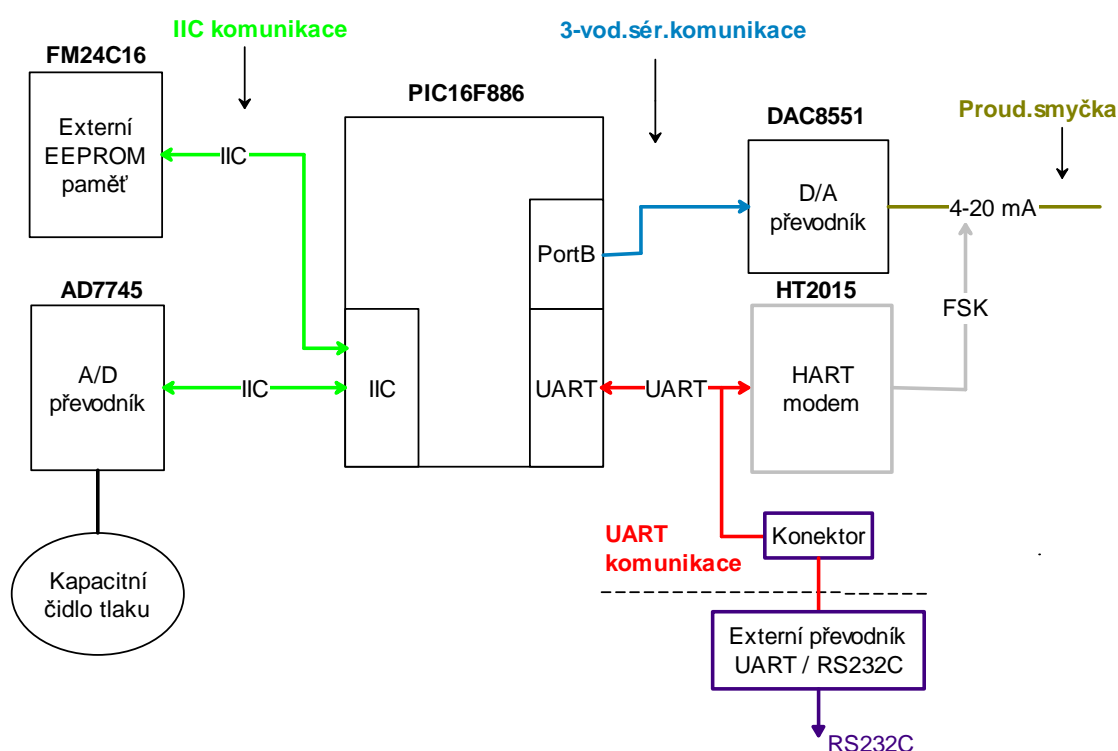 IIC komunikace
3-vod.sér.komunikace
FM24C16
PIC16F886
DAC8551
Proud.smyčka
Externí
EEPROM
paměť
IIC
D/A
převodník
4-20 mA
PortB
AD7745
HT2015
FSK
A/D
převodník
IIC
IIC
UART
UART
HART
modem
UART
komunikace
Konektor
Kapacitní
čidlo tlaku
Externí převodník
UART / RS232C
RS232C